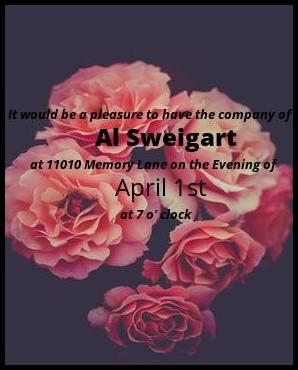 It would be a pleasure to have the company of
Al Sweigart
at 11010 Memory Lane on the Evening of
April 1st
at 7 o' clock